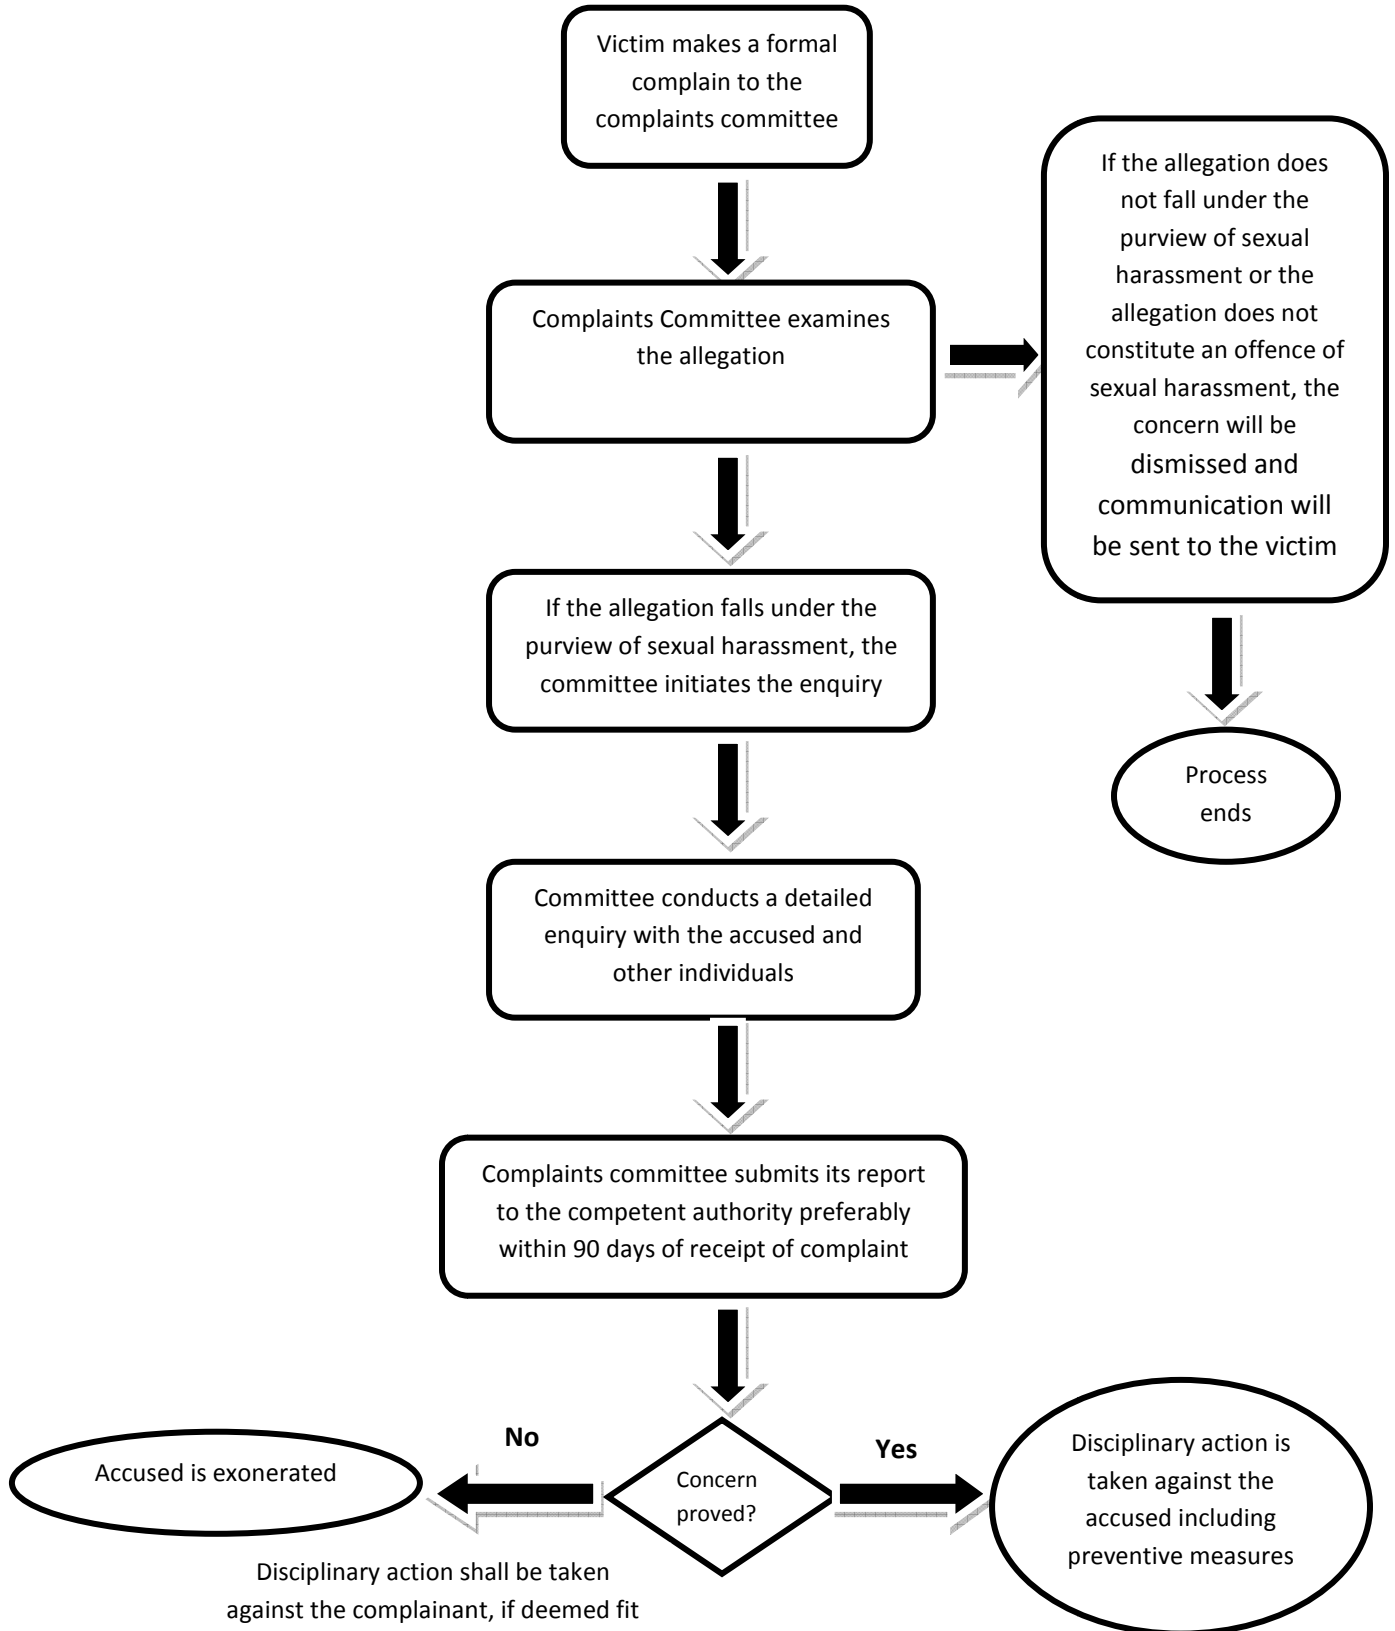 Victim makes a formal
complain to the
complaints committee
Complaints Committee examines
the allegation
If the allegation does
not fall under the
purview of sexual
harassment or the
allegation does not
constitute an offence of
sexual harassment, the
concern will be
dismissed and
communication will
be sent to the victim
If the allegation falls under the
purview of sexual harassment, the
committee initiates the enquiry
Process
ends
Committee conducts a detailed
enquiry with the accused and
other individuals
Complaints committee submits its report
to the competent authority preferably
within 90 days of receipt of complaint
Concern
proved?
No
Accused is exonerated
Disciplinary action shall be taken
against the complainant, if deemed fit
Yes
Disciplinary action is
taken against the
accused including
preventive measures